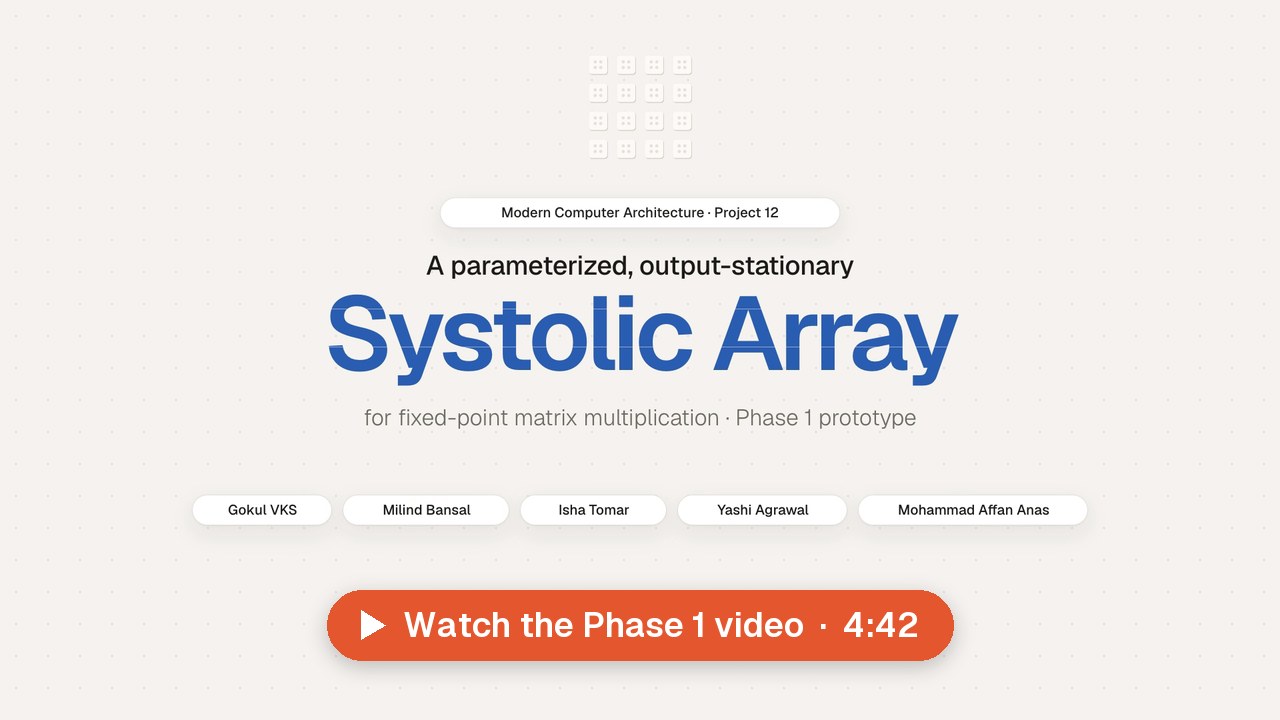 Modern Computer Architecture · Project 12
A parameterized, output-stationary
Systolic Array
for fixed-point matrix multiplication · Phase 1 prototype
Gokul VKS
Milind Bansal
Isha Tomar
Yashi Agrawal
Mohammad Affan Anas
Watch the Phase 1 video · 4:42